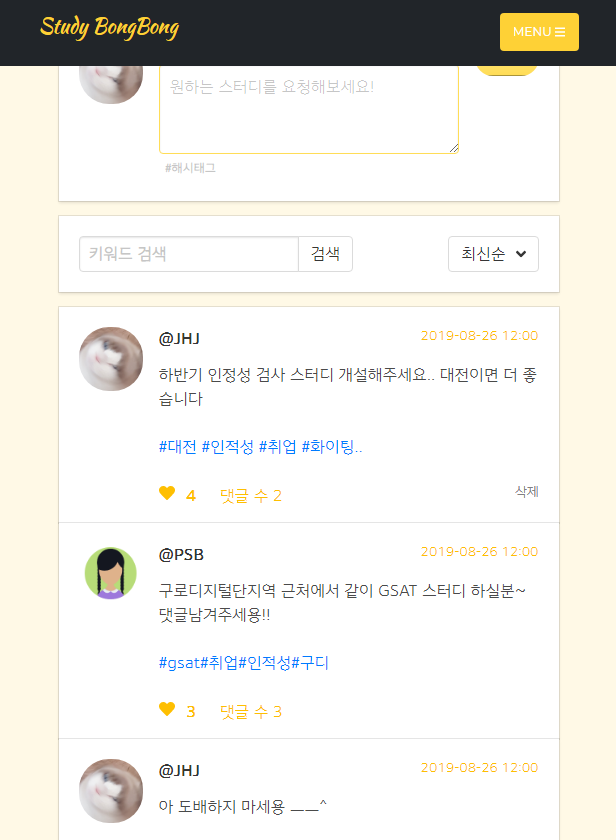 Study BongBong
MENU
원하는 스터디를 요청해보세요!
#해시태그
키워드 검색
검색
최신순
@JHJ
2019-08-26 12:00
하반기 인정성 검사 스터디 개설해주세요.. 대전이면 더 좋
습니다
#대전 #인적성 #취업 #화이팅..
4 댓글 수 2
삭제
@PSB
2019-08-26 12:00
구로디지털단지역 근처에서 같이 GSAT 스터디 하실분~
댓글남겨주세용!!
#gsat#취업#인적성#구디
3 댓글 수 3
@JHJ
2019-08-26 12:00
아 도배하지 마세용 ㅡㅡ^